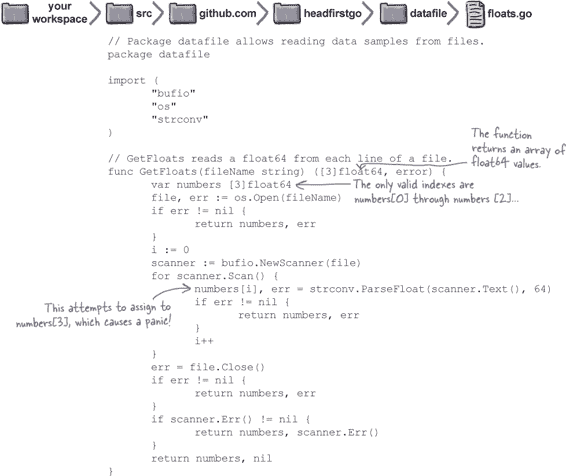 your workspace src github.com headfirstgo datafile floats.go
// Package datafile allows reading data samples from files.
package datafile

import (
	"bufio"
	"os"
	"strconv"
)

The function returns an array of float64 values.
// GetFloats reads a float64 from each line of a file.
func GetFloats(fileName string) ([3]float64, error) {
	var numbers [3]float64
The only valid indexes are numbers[0] through numbers [2]...
	file, err := os.Open(fileName)
	if err != nil {
		return numbers, err
	}
	i := 0
	scanner := bufio.NewScanner(file)
	for scanner.Scan() {
		numbers[i], err = strconv.ParseFloat(scanner.Text(), 64)
This attempts to assign to numbers[3], which causes a panic!
		if err != nil {
			return numbers, err
		}
		i++
	}
	err = file.Close()
	if err != nil {
		return numbers, err
	}
	if scanner.Err() != nil {
		return numbers, scanner.Err()
	}
	return numbers, nil
}